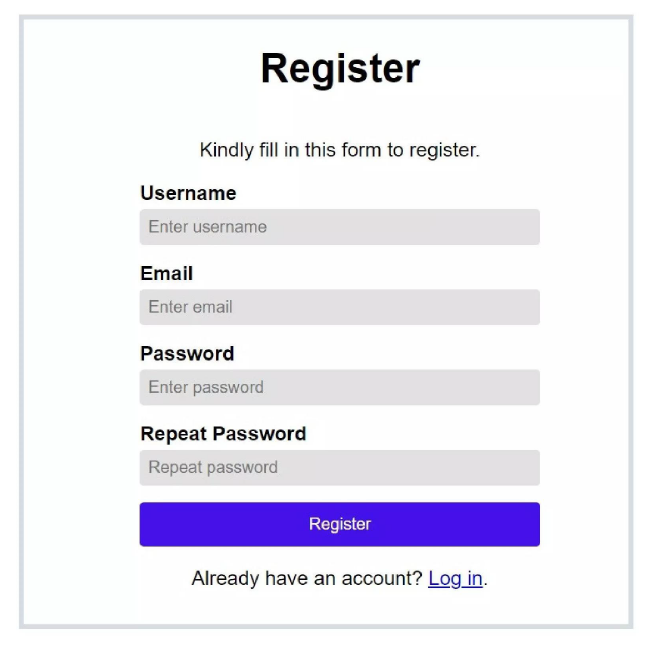 Register
Kindly fill in this form to register.
Username
Enter username
Email
Enter email
Password
Enter password
Repeat Password
Repeat password
Register
Already have an account? Log in.